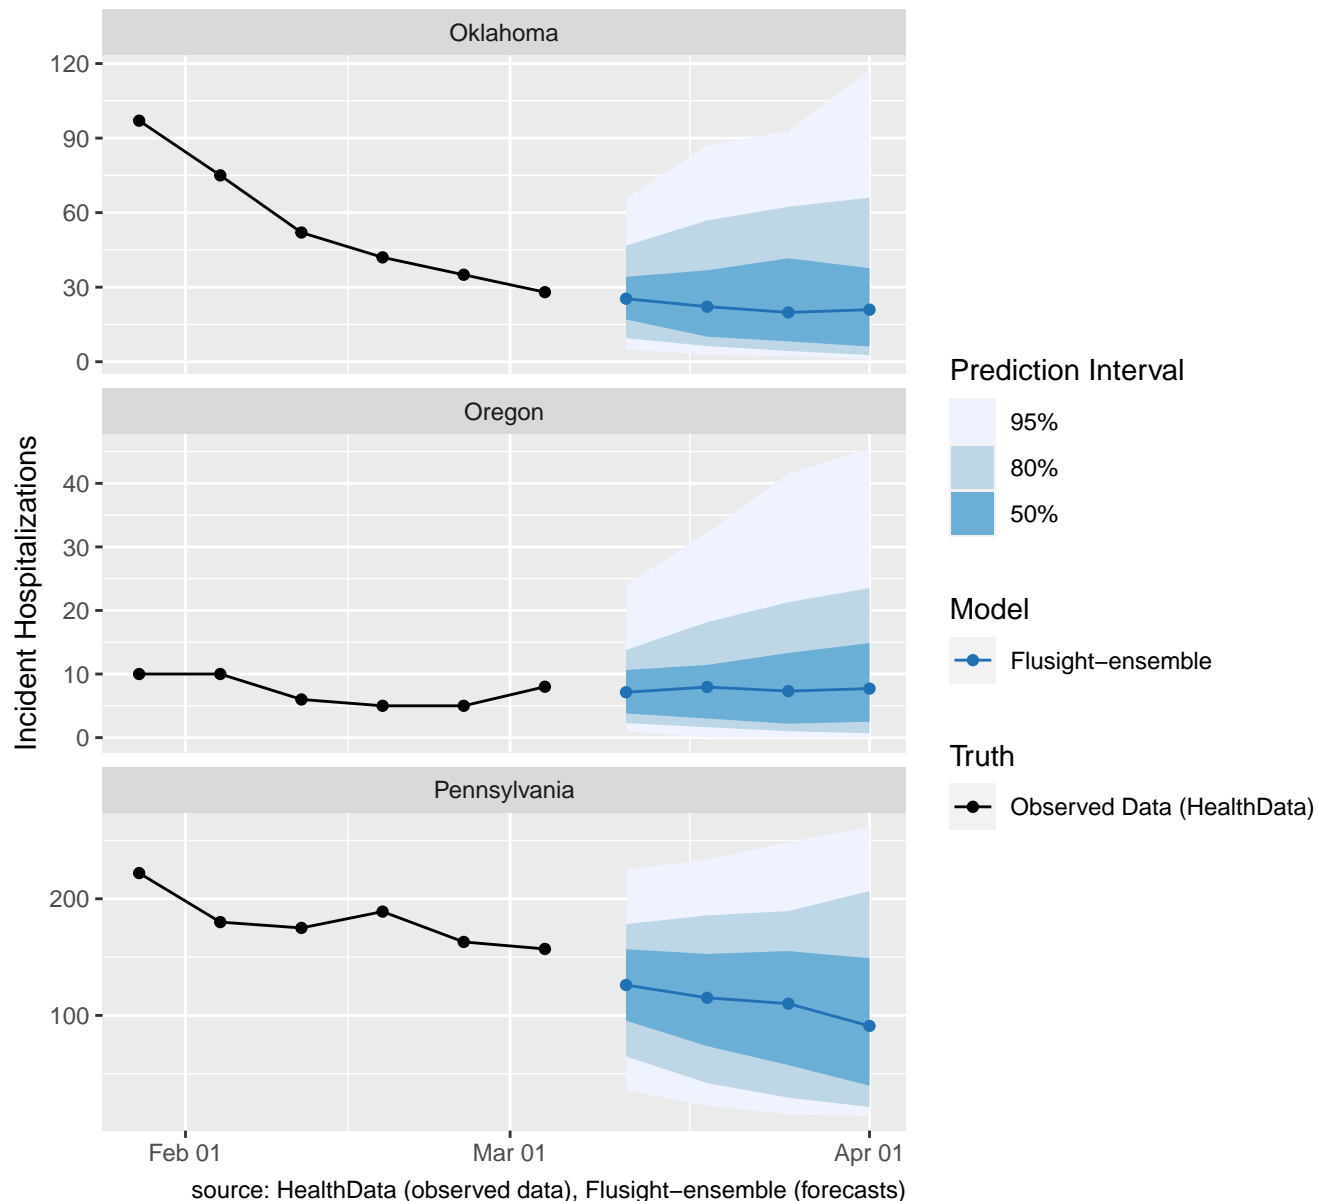 Oklahoma
120
90
60
30
0
Oregon
40
30
20
10
0
Pennsylvania
200
100
Feb 01
Mar 01
Apr 01
Incident Hospitalizations
source: HealthData (observed data), Flusight−ensemble (forecasts)
Prediction Interval
95%
80%
50%
Model
Flusight−ensemble
Truth
Observed Data (HealthData)